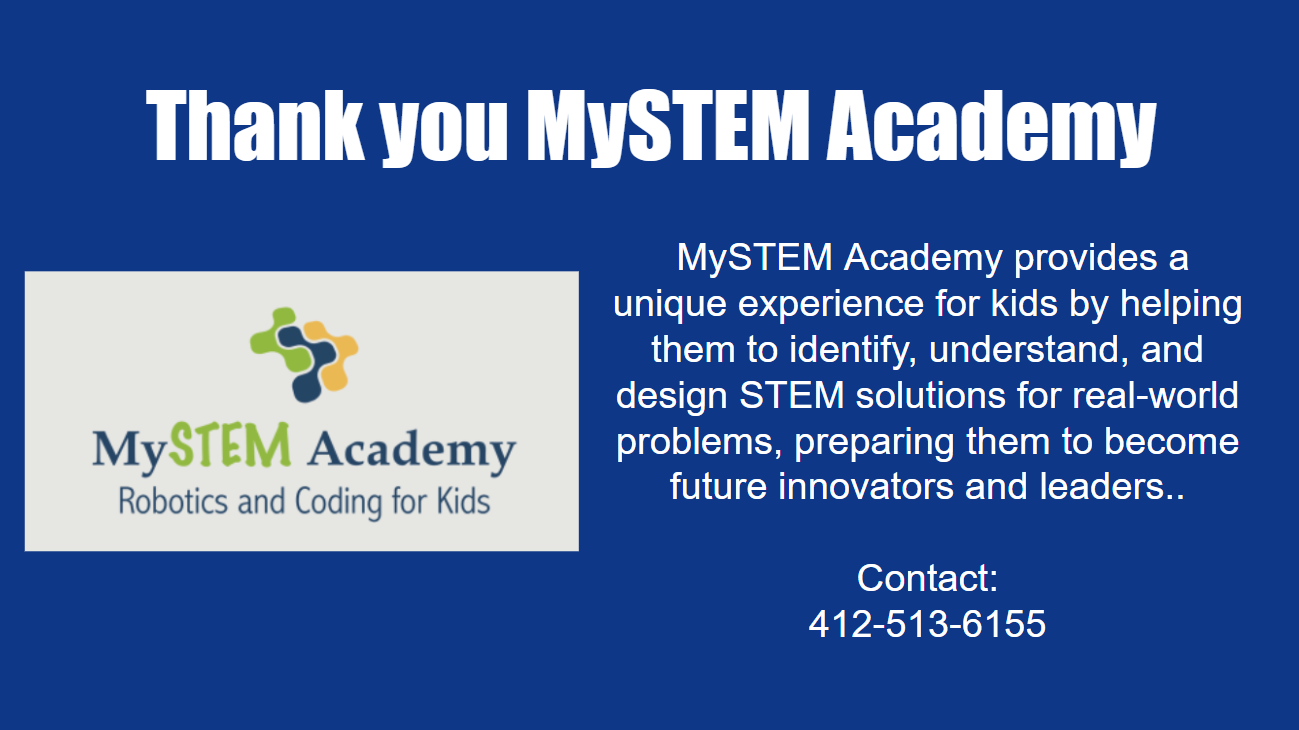 Thank you MySTEM Academy
MySTEM Academy
Robotics and Coding for Kids
MySTEM Academy provides a
unique experience for kids by helping
them to identify, understand, and
design STEM solutions for real-world
problems, preparing them to become
future innovators and leaders..
Contact:
412-513-6155